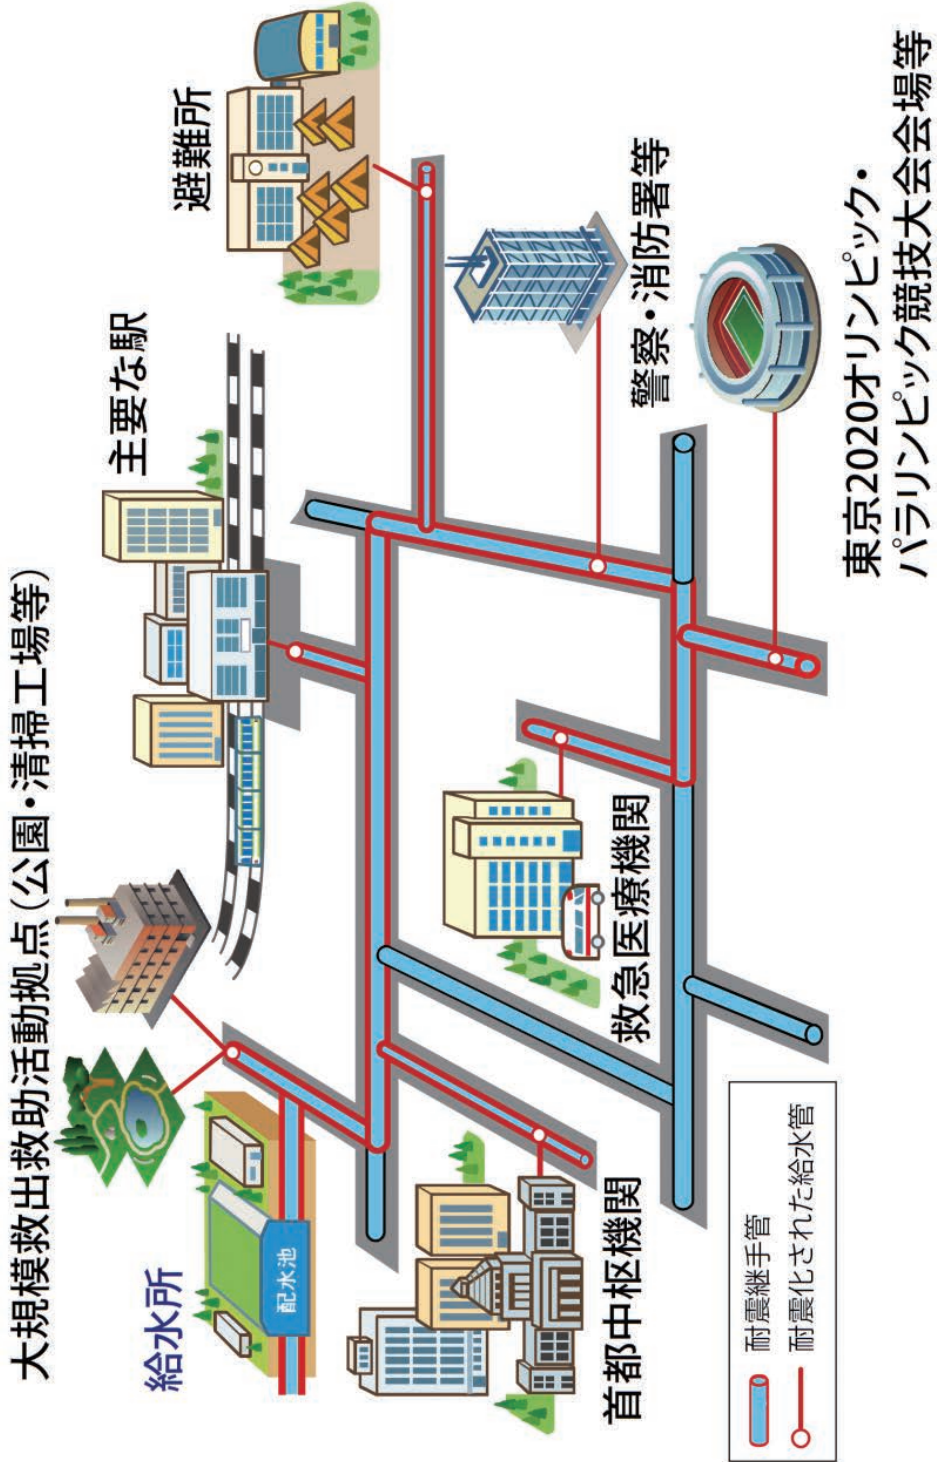 大規模救出救助活動拠点(公園・清掃工場等)
主要な駅
避難所
給水所
配水池
警察・消防署等
救急医療機関
首都中枢機関
東京2020オリンピック・
パラリンピック競技大会会場等
耐震継手管
耐震化された給水管